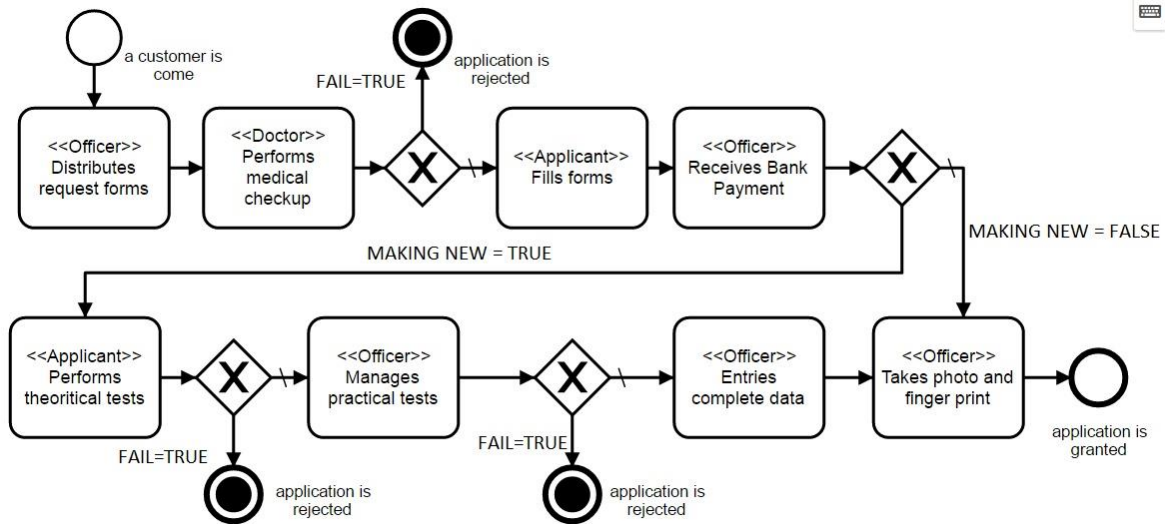 a customer is
come
application is
rejected
FAIL=TRUE
<<Officer>>
Distributes
request forms
<<Doctor>>
Performs
medical
checkup
X
<<Applicant>>
Fills forms
<<Officer>>
Receives Bank
Payment
X
MAKING NEW = FALSE
MAKING NEW = TRUE
<<Applicant>>
Performs
theoritical tests
X
<<Officer>>
Manages
practical tests
X
<<Officer>>
Entries
complete data
<<Officer>>
Takes photo and
finger print
application is
granted
FAIL=TRUE
application is
rejected
FAIL=TRUE
application is
rejected